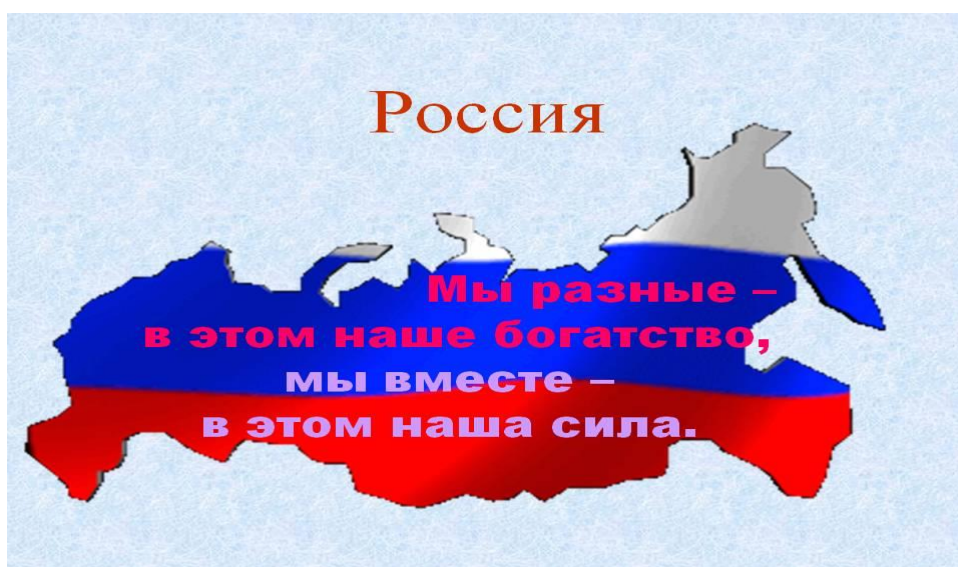 Россия
Мы разные –
в этом наше богатство,
мы вместе –
в этом наша сила.